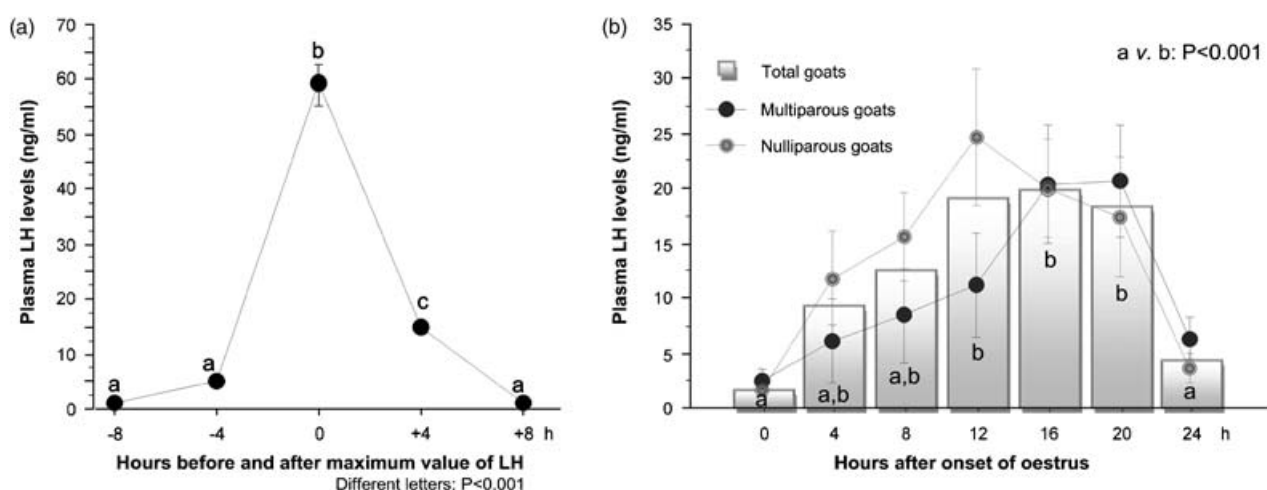 (a)
70
60
50
40
30
20
10
0
Plasma LH levels (ng/ml)
a
a
b
c
a
-8 -4 0 +4 +8 h
Hours before and after maximum value of LH
Different letters: P<0.001
(b)
35
30
25
20
15
10
5
0
Plasma LH levels (ng/ml)
a v. b: P<0.001
Total goats
Multiparous goats
Nulliparous goats
a
a,b
a,b
b
b
b
a
0 4 8 12 16 20 24 h
Hours after onset of oestrus